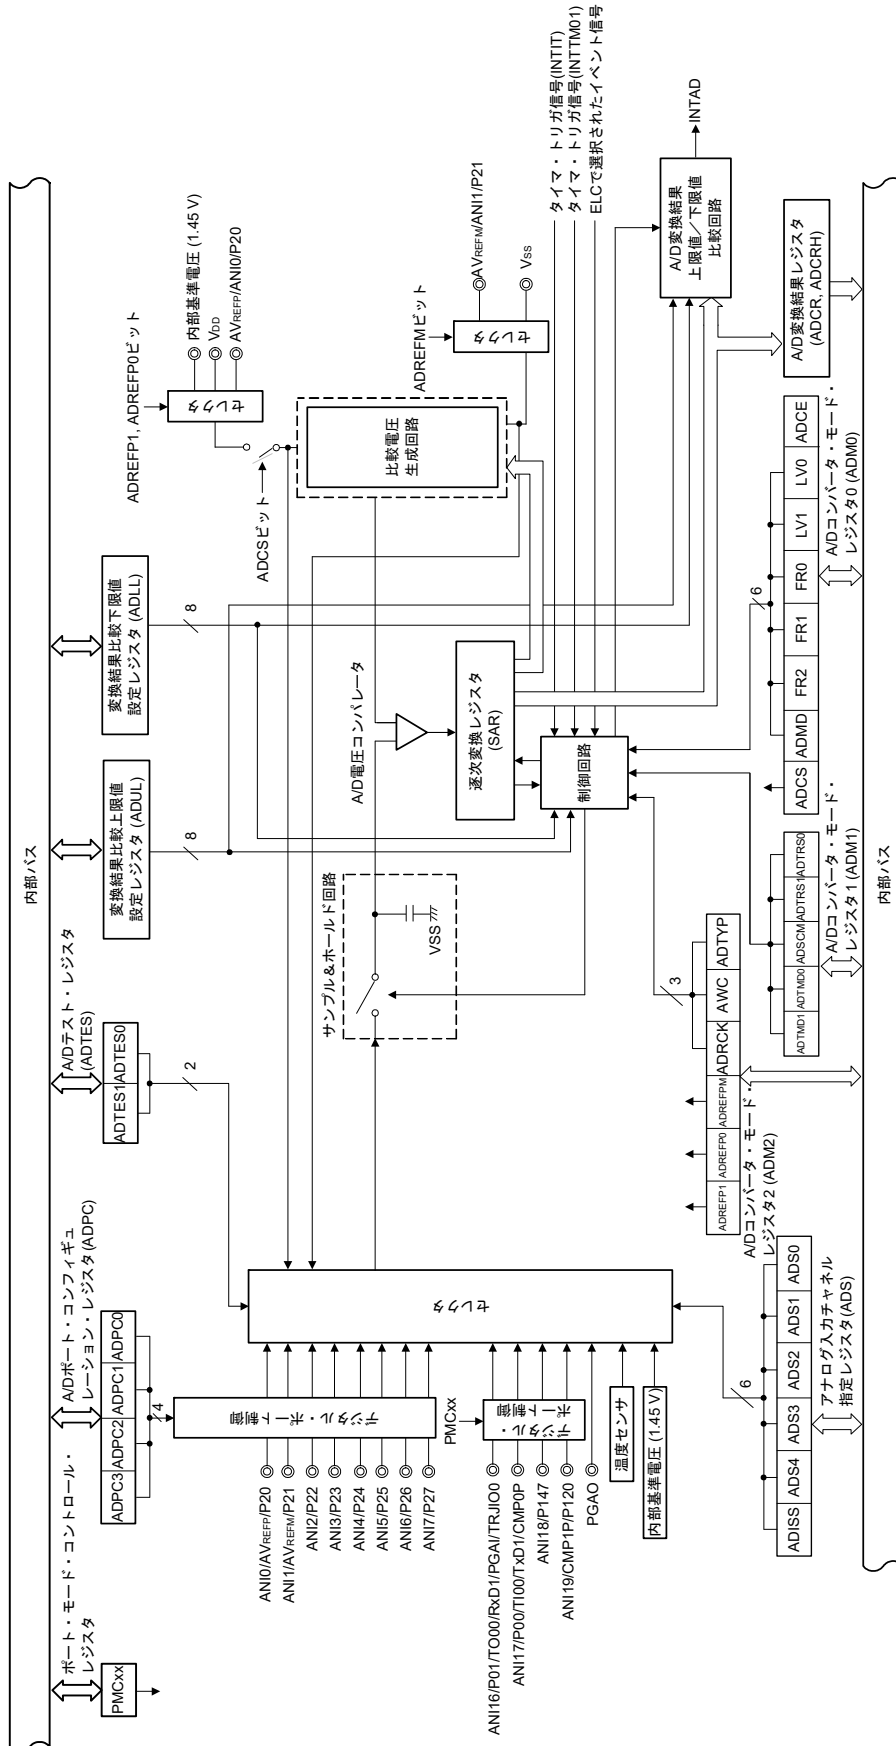 内部バス
ポート・モード・コントロール・
レジスタ
PMCxx
A/Dポート・コンフィギュ
レーション・レジスタ(ADPC)
ADPC3 ADPC2 ADPC1 ADPC0
4
A/Dテスト・レジスタ
(ADTES)
ADTES1 ADTES0
2
変換結果比較上限値
設定レジスタ (ADUL)
8
変換結果比較下限値
設定レジスタ (ADLL)
8
ADREFP1, ADREFP0ビット
セレクタ
内部基準電圧 (1.45 V)
VDD
AVREFP/ANI0/P20
ADCSビット
デジタル・ポート制御
ANI0/AVREFP/P20
ANI1/AVREFM/P21
ANI2/P22
ANI3/P23
ANI4/P24
ANI5/P25
ANI6/P26
ANI7/P27
PMCxx
デジタル・
ポート制御
ANI16/P01/TO00/RxD1/PGAI/TRJIO0
ANI17/P00/TI00/TxD1/CMP0P
ANI18/P147
ANI19/CMP1P/P120
PGAO
温度センサ
内部基準電圧 (1.45 V)
セレクタ
サンプル&ホールド回路
VSS
A/D電圧コンパレータ
比較電圧
生成回路
ADREFMビット
セレクタ
AVREFM/ANI1/P21
VSS
逐次変換レジスタ
(SAR)
制御回路
タイマ・トリガ信号(INTIT)
タイマ・トリガ信号(INTTM01)
ELCで選択されたイベント信号
A/D変換結果
上限値/下限値
比較回路
INTAD
A/D変換結果レジスタ
(ADCR, ADCRH)
6
ADISS ADS4 ADS3 ADS2 ADS1 ADS0
アナログ入力チャネル
指定レジスタ(ADS)
3
ADREFP1 ADREFP0 ADREFPM ADRCK AWC ADTYP
A/Dコンバータ・モード・
レジスタ2 (ADM2)
ADTMD1 ADTMD0 ADSCM ADTRS1 ADTRS0
A/Dコンバータ・モード・
レジスタ1 (ADM1)
6
ADCS ADMD FR2 FR1 FR0 LV1 LV0 ADCE
A/Dコンバータ・モード・
レジスタ0 (ADM0)
内部バス